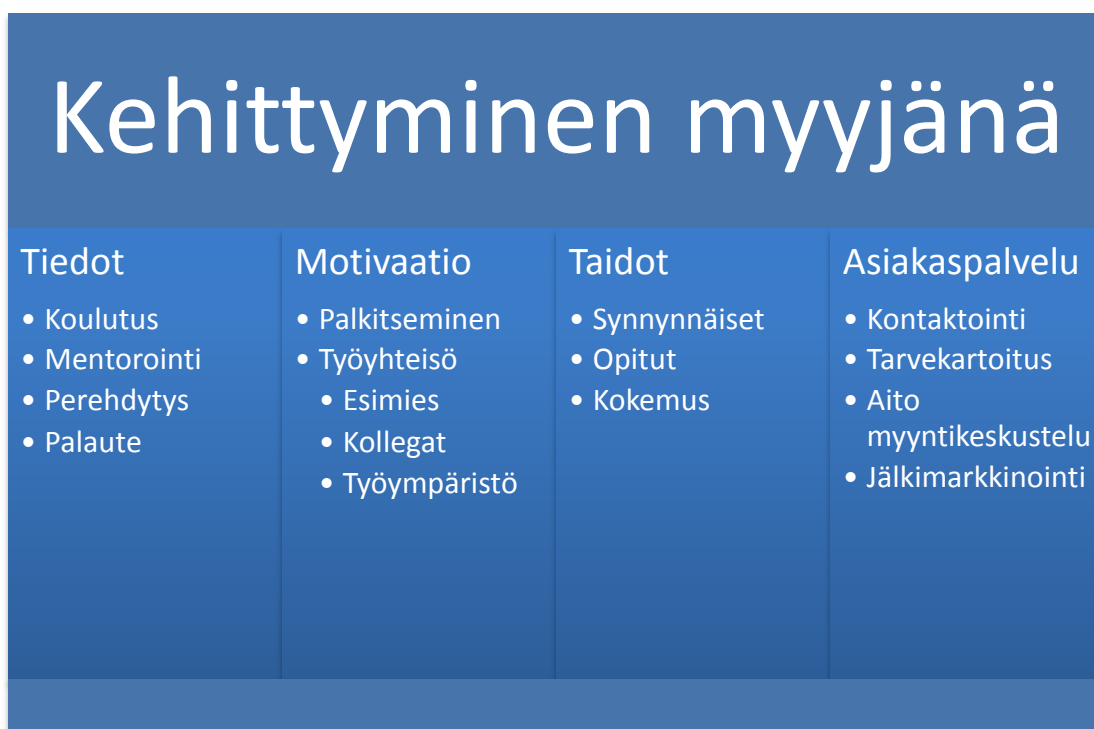 Kehittyminen myyjänä
Tiedot
• Koulutus
• Mentorointi
• Perehdytys
• Palaute
Motivaatio
• Palkitseminen
• Työyhteisö
• Esimies
• Kollegat
• Työympäristö
Taidot
• Synnynnäiset
• Opitut
• Kokemus
Asiakaspalvelu
• Kontaktointi
• Tarvekartoitus
• Aito
myyntikeskustelu
• Jälkimarkkinointi